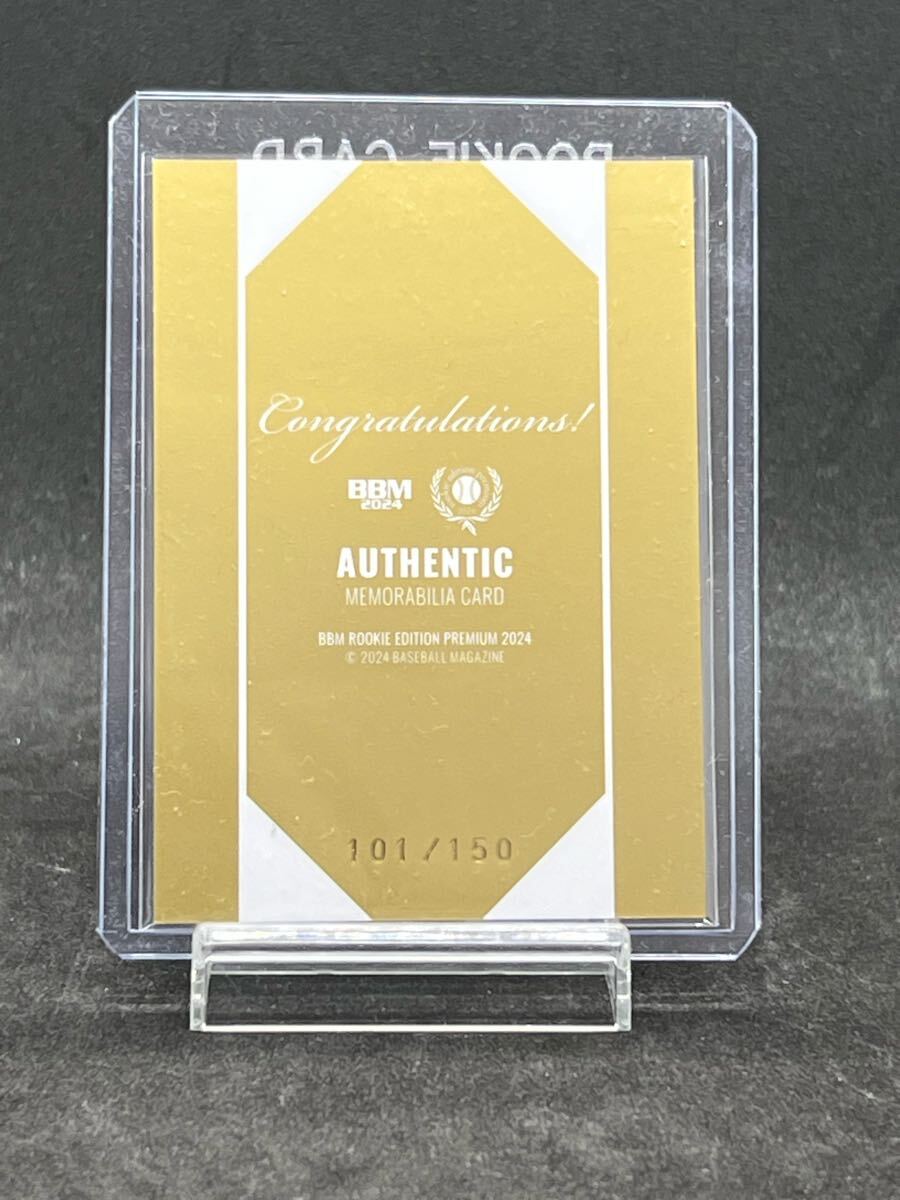 ROOKIE CARD
Congratulations!
BBM
2024
AUTHENTIC
MEMORABILIA CARD
BBM ROOKIE EDITION PREMIUM 2024
© 2024 BASEBALL MAGAZINE
101/150